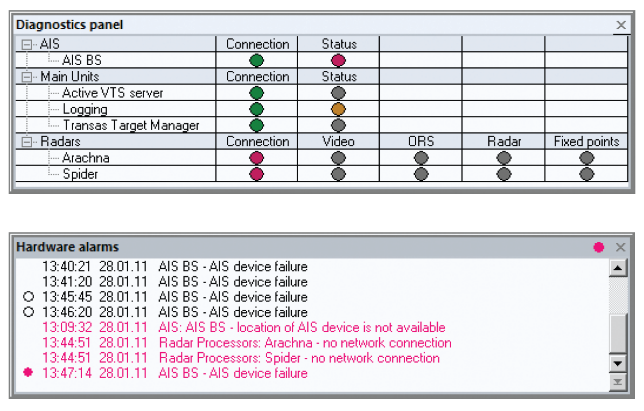 Diagnostics panel
AIS Connection Status
AIS BS
Main Units Connection Status
Active VTS server
Logging
Transas Target Manager
Radars Connection Video ORS Radar Fixed points
Arachna
Spider
Hardware alarms
13:40:21 28.01.11 AIS BS - AIS device failure
13:41:20 28.01.11 AIS BS - AIS device failure
13:45:45 28.01.11 AIS BS - AIS device failure
13:46:20 28.01.11 AIS BS - AIS device failure
13:09:32 28.01.11 AIS: AIS BS - location of AIS device is not available
13:44:51 28.01.11 Radar Processors: Arachna - no network connection
13:44:51 28.01.11 Radar Processors: Spider - no network connection
13:47:14 28.01.11 AIS BS - AIS device failure